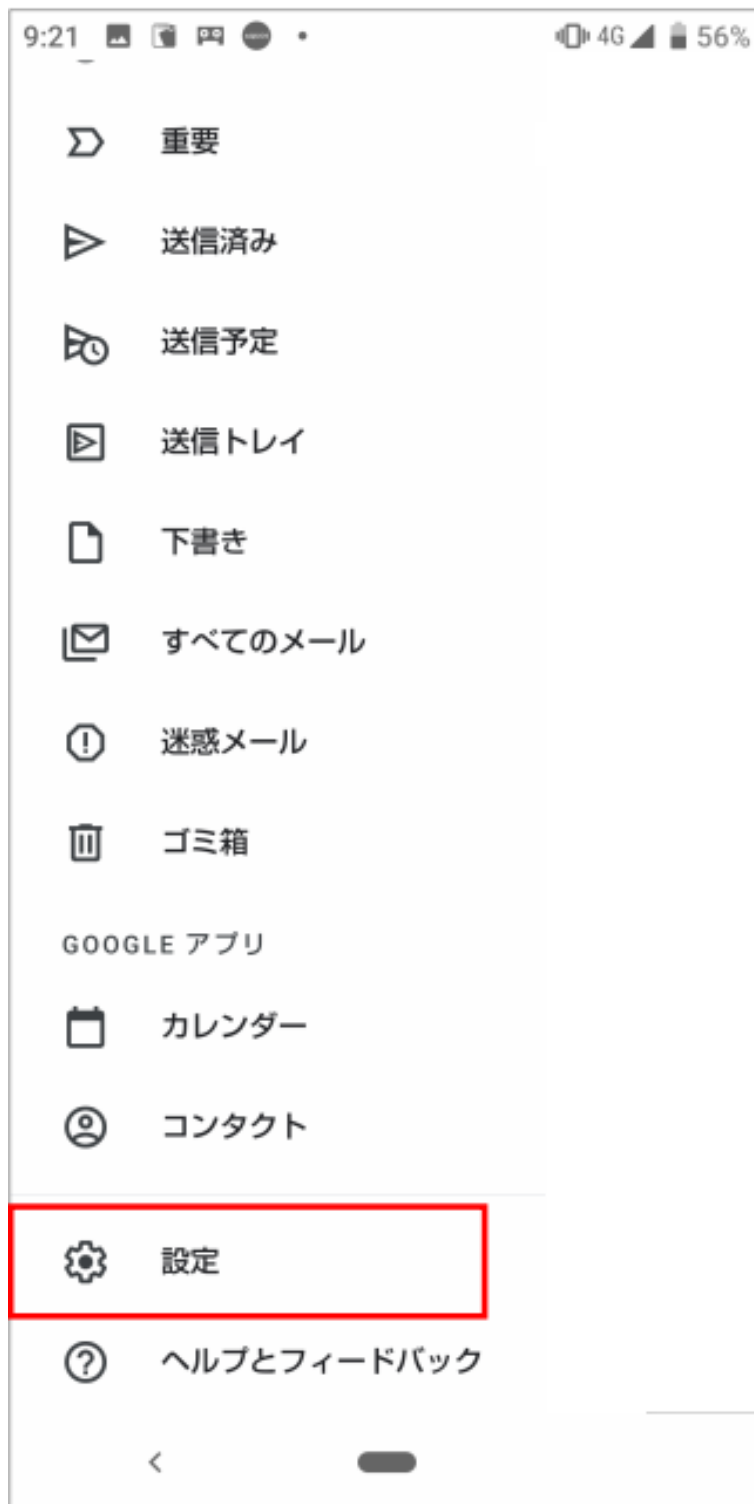 9:21 4G 56%
重要
送信済み
送信予定
送信トレイ
下書き
すべてのメール
迷惑メール
ゴミ箱
GOOGLE アプリ
カレンダー
コンタクト
設定
ヘルプとフィードバック